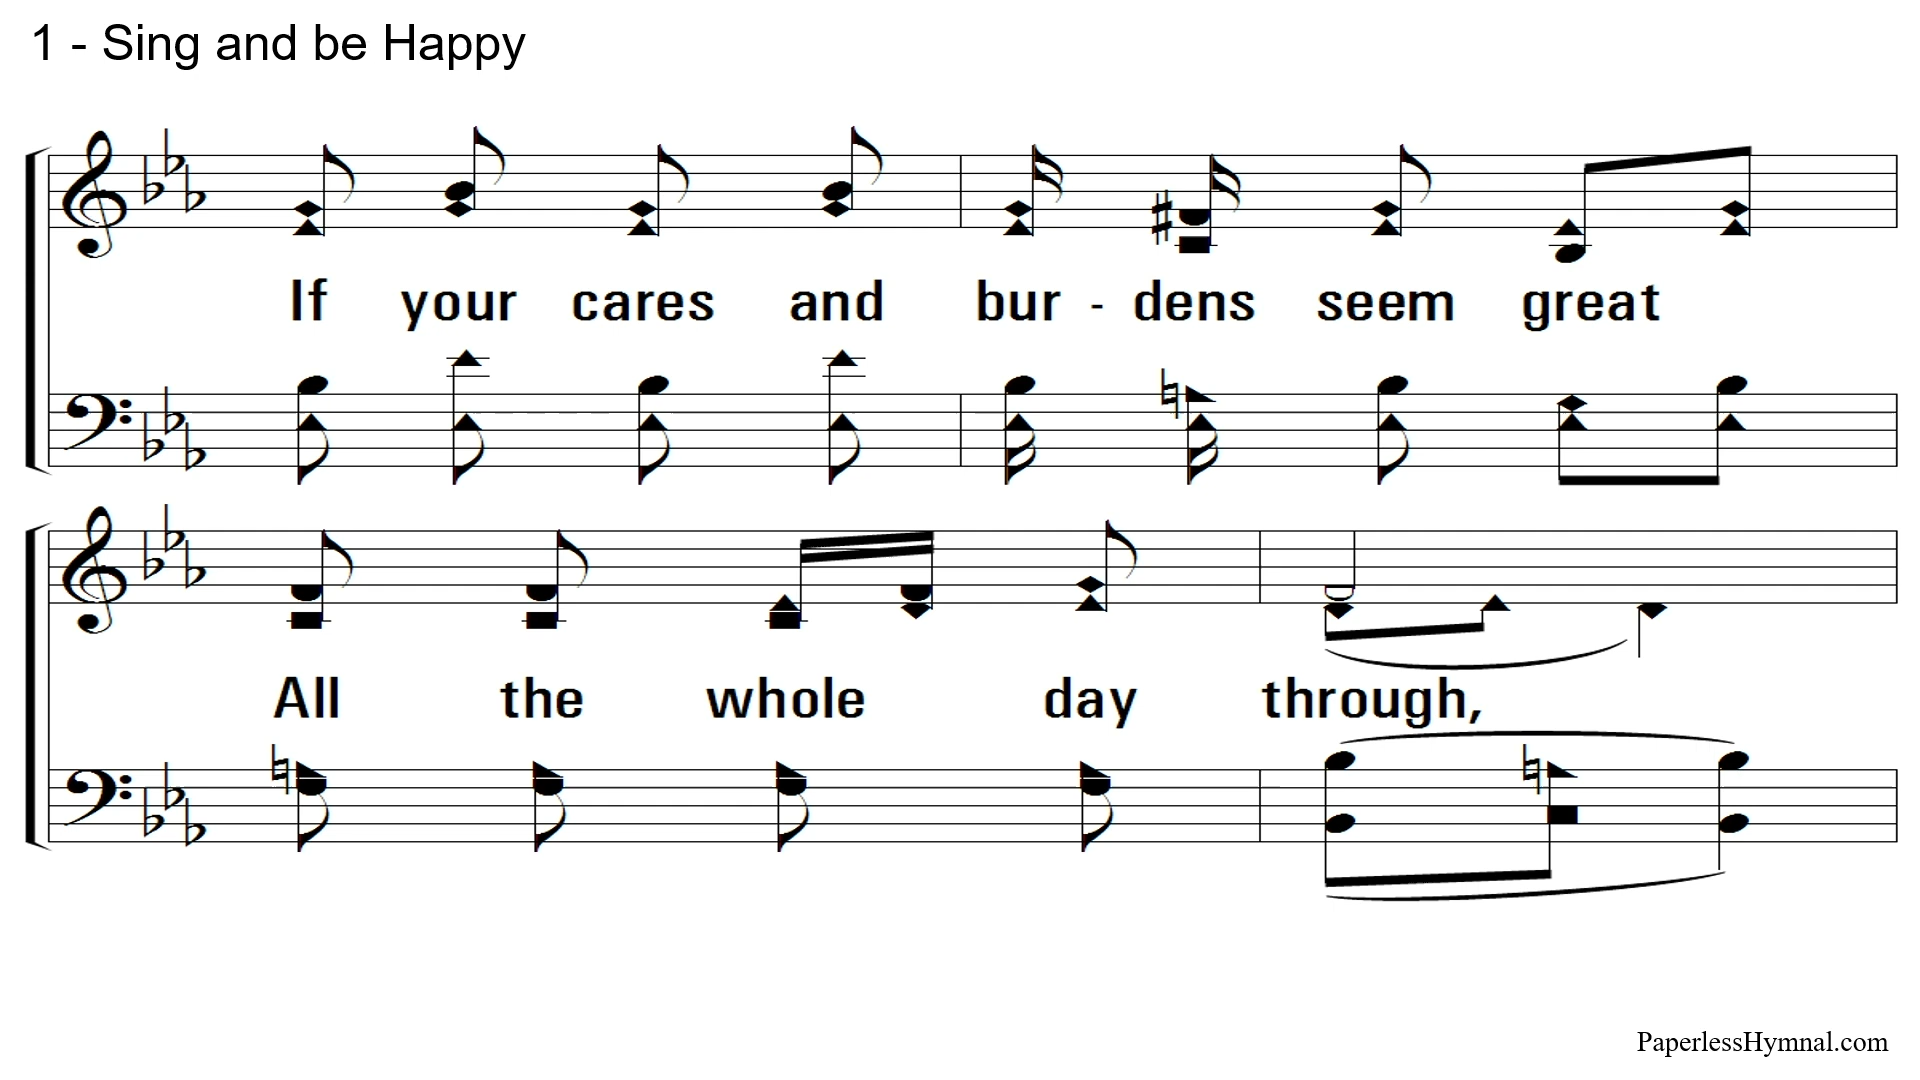 1 - Sing and be Happy
If your cares and bur - dens seem great
All the whole day through,
PaperlessHymnal.com